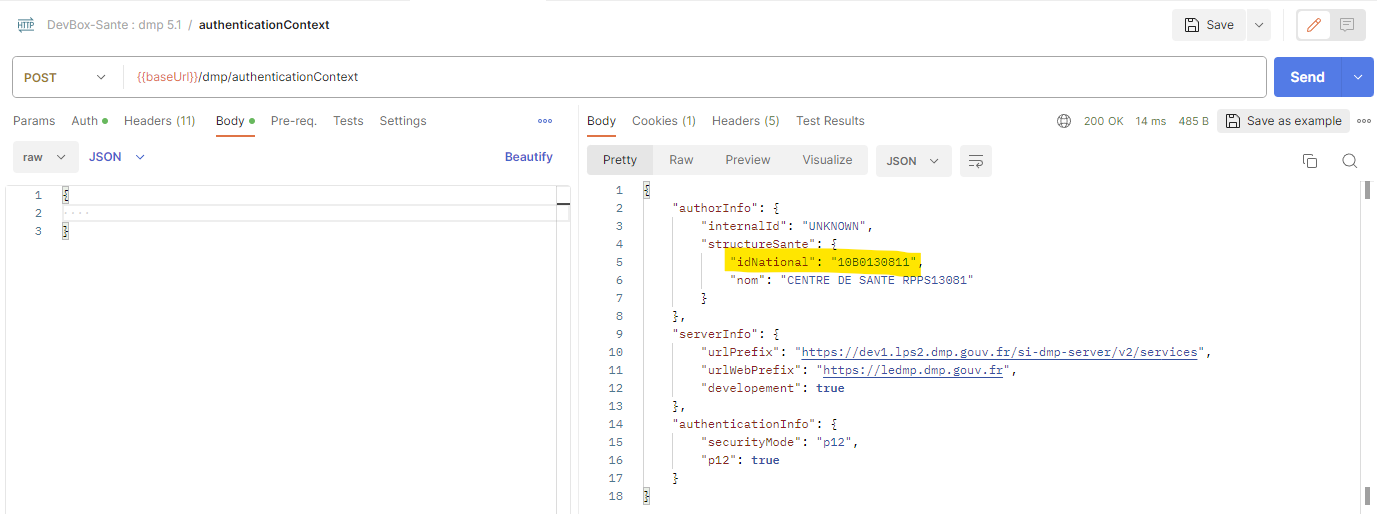 HTTP DevBox-Sante : dmp 5.1 / authenticationContext Save
POST {{baseUrl}}/dmp/authenticationContext Send
Params Auth Headers (11) Body Pre-req. Tests Settings
raw JSON Beautify
1 {
2 ····
3 }
Body Cookies (1) Headers (5) Test Results 200 OK 14 ms 485 B Save as example
Pretty Raw Preview Visualize JSON
1 {
2 "authorInfo": {
3 "internalId": "UNKNOWN",
4 "structureSante": {
5 "idNational": "10B0130811",
6 "nom": "CENTRE DE SANTE RPPS13081"
7 }
8 },
9 "serverInfo": {
10 "urlPrefix": "https://dev1.lps2.dmp.gouv.fr/si-dmp-server/v2/services",
11 "urlWebPrefix": "https://ledmp.dmp.gouv.fr",
12 "developement": true
13 },
14 "authenticationInfo": {
15 "securityMode": "p12",
16 "p12": true
17 }
18 }